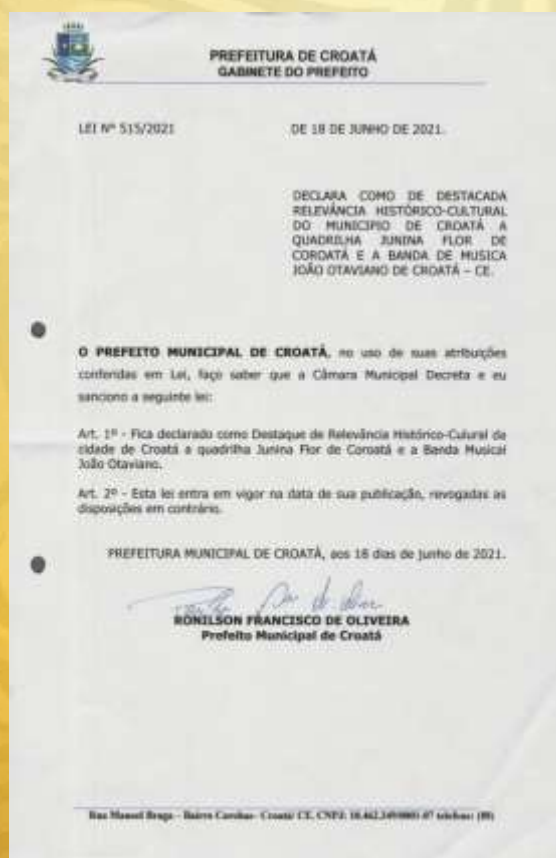 PREFEITURA DE CROATÁ
GABINETE DO PREFEITO
LEI Nº 515/2021 DE 18 DE JUNHO DE 2021.
DECLARA COMO DE DESTACADA
RELEVÂNCIA HISTÓRICO-CULTURAL
DO MUNICIPIO DE CROATÁ A
QUADRILHA JUNINA FLOR DE
COROATÁ E A BANDA DE MUSICA
JOÃO OTAVIANO DE CROATÁ – CE.
O PREFEITO MUNICIPAL DE CROATÁ, no uso de suas atribuições
conferidas em Lei, faço saber que a Câmara Municipal Decreta e eu
sanciono a seguinte lei:
Art. 1º - Fica declarado como Destaque de Relevância Histórico-Culural da
cidade de Croatá a quadrilha Junina Flor de Coroatá e a Banda Musical
João Otaviano.
Art. 2º - Esta lei entra em vigor na data de sua publicação, revogadas as
disposições em contrário.
PREFEITURA MUNICIPAL DE CROATÁ, aos 18 dias de junho de 2021.
RONILSON FRANCISCO DE OLIVEIRA
Prefeito Municipal de Croatá
Rua Manoel Braga - Bairro Carobas- Croatá/ CE, CNPJ: telefone: (88)